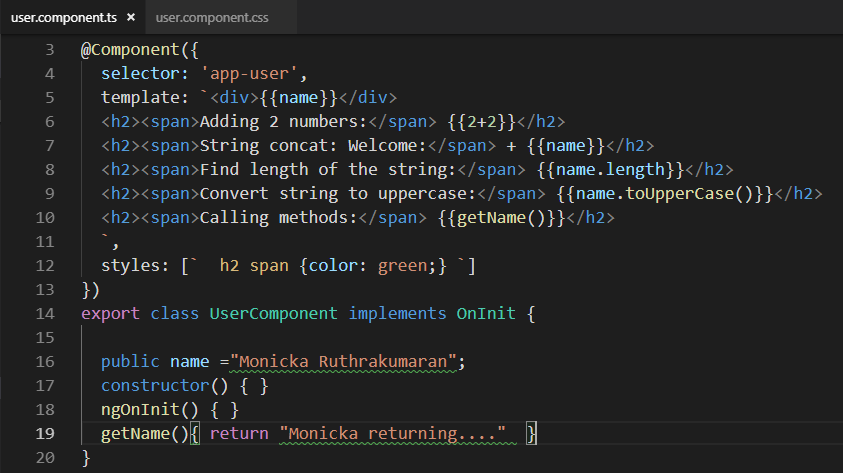 user.component.ts × user.component.css
3 @Component({
4   selector: 'app-user',
5   template: `<div>{{name}}</div>
6   <h2><span>Adding 2 numbers:</span> {{2+2}}</h2>
7   <h2><span>String concat: Welcome:</span> + {{name}}</h2>
8   <h2><span>Find length of the string:</span> {{name.length}}</h2>
9   <h2><span>Convert string to uppercase:</span> {{name.toUpperCase()}}</h2>
10   <h2><span>Calling methods:</span> {{getName()}}</h2>
11   `,
12   styles: [`  h2 span {color: green;} `]
13 })
14 export class UserComponent implements OnInit {
15
16   public name ="Monicka Ruthrakumaran";
17   constructor() { }
18   ngOnInit() { }
19   getName(){ return "Monicka returning...."  }
20 }